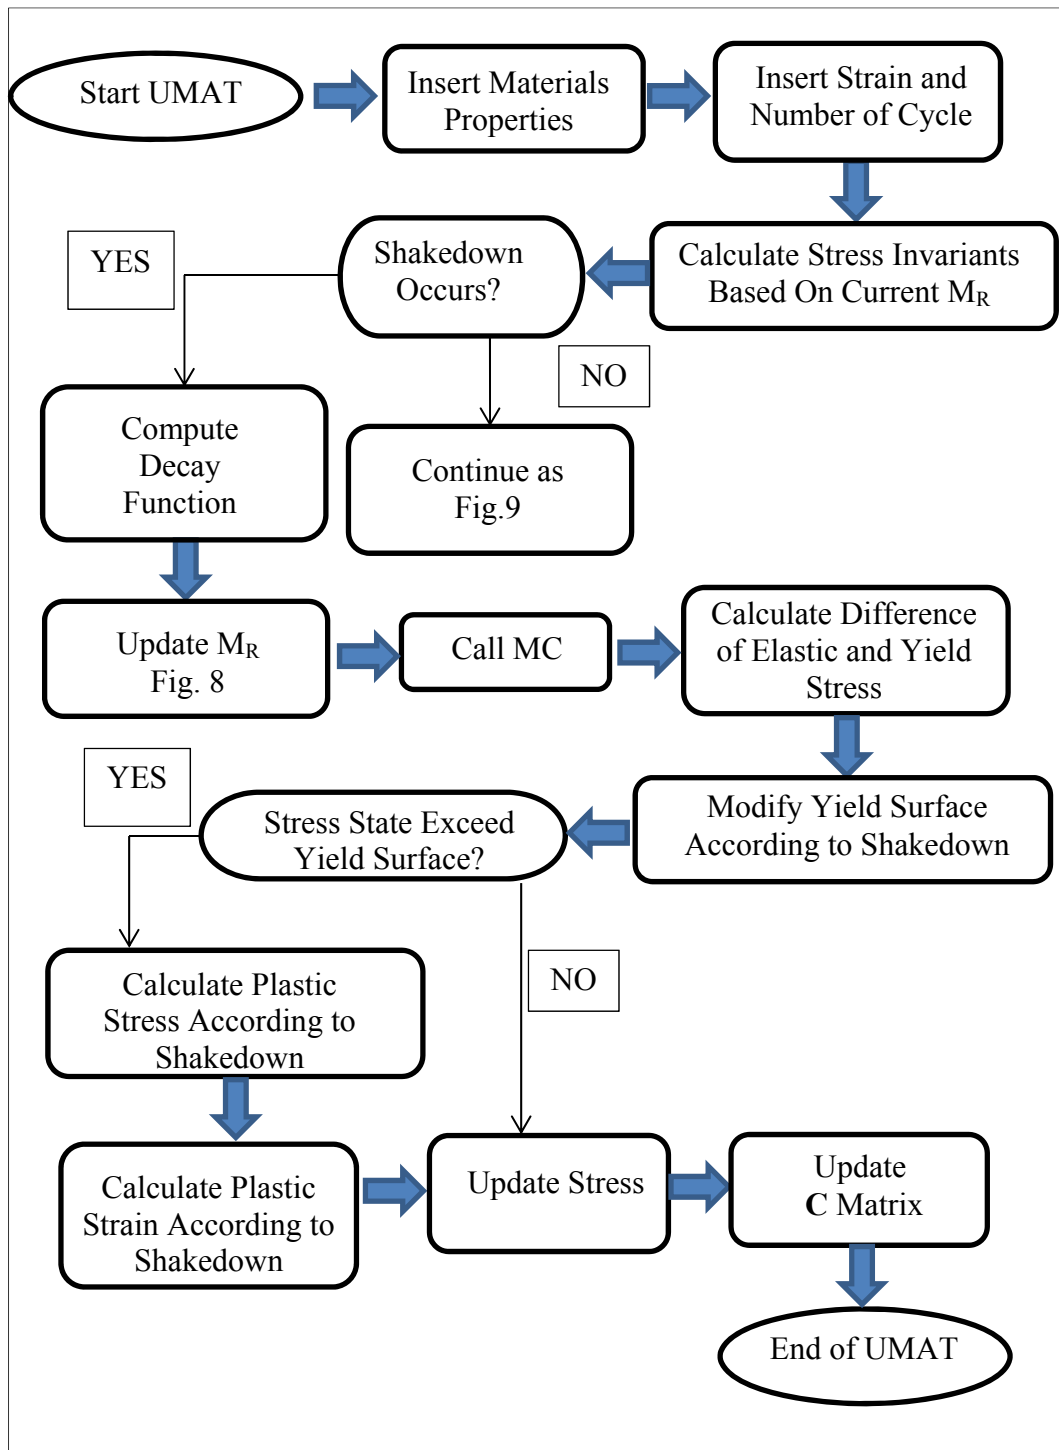 Start UMAT
Insert Materials
Properties
Insert Strain and
Number of Cycle
YES
Shakedown
Occurs?
Calculate Stress Invariants
Based On Current M_R
NO
Compute
Decay
Function
Continue as
Fig.9
Update M_R
Fig. 8
Call MC
Calculate Difference
of Elastic and Yield
Stress
YES
Stress State Exceed
Yield Surface?
Modify Yield Surface
According to Shakedown
Calculate Plastic
Stress According to
Shakedown
NO
Calculate Plastic
Strain According to
Shakedown
Update Stress
Update
C Matrix
End of UMAT